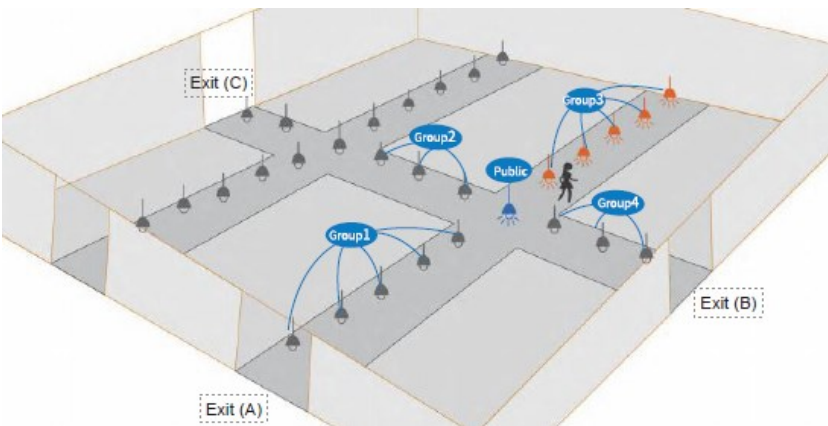 Exit (C)
Group3
Group2
Public
Group4
Group1
Exit (B)
Exit (A)